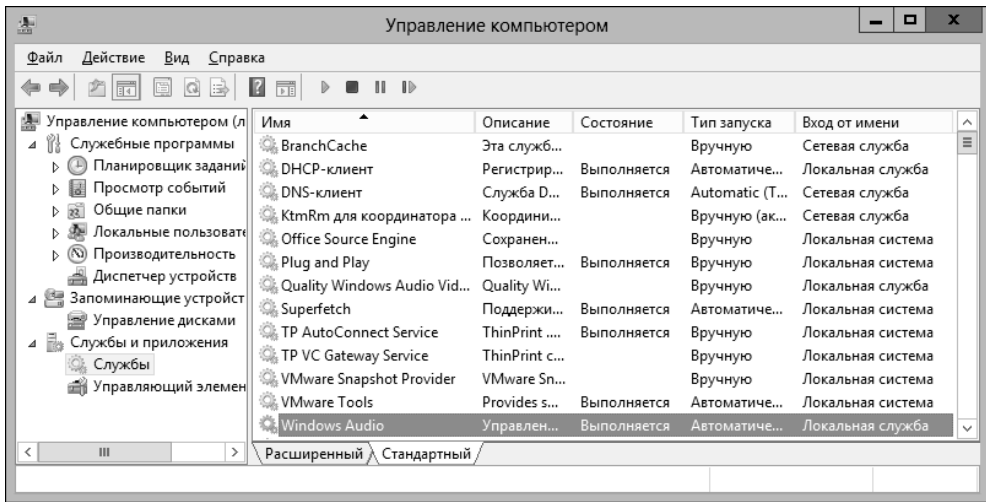 Управление компьютером
Файл Действие Вид Справка
Управление компьютером (л
Служебные программы
Планировщик заданий
Просмотр событий
Общие папки
Локальные пользовате
Производительность
Диспетчер устройств
Запоминающие устройст
Управление дисками
Службы и приложения
Службы
Управляющий элемен
Имя Описание Состояние Тип запуска Вход от имени
BranchCache Эта служб... Вручную Сетевая служба
DHCP-клиент Регистрир... Выполняется Автоматиче... Локальная служба
DNS-клиент Служба D... Выполняется Automatic (T... Сетевая служба
KtmRm для координатора ... Координи... Вручную (ак... Сетевая служба
Office Source Engine Сохранен... Вручную Локальная система
Plug and Play Позволяет... Выполняется Вручную Локальная система
Quality Windows Audio Vid... Quality Wi... Вручную Локальная служба
Superfetch Поддержи... Выполняется Автоматиче... Локальная система
TP AutoConnect Service ThinPrint .... Выполняется Вручную Локальная система
TP VC Gateway Service ThinPrint c... Вручную Локальная система
VMware Snapshot Provider VMware Sn... Вручную Локальная система
VMware Tools Provides s... Выполняется Автоматиче... Локальная система
Windows Audio Управлен... Выполняется Автоматиче... Локальная служба
Расширенный Стандартный